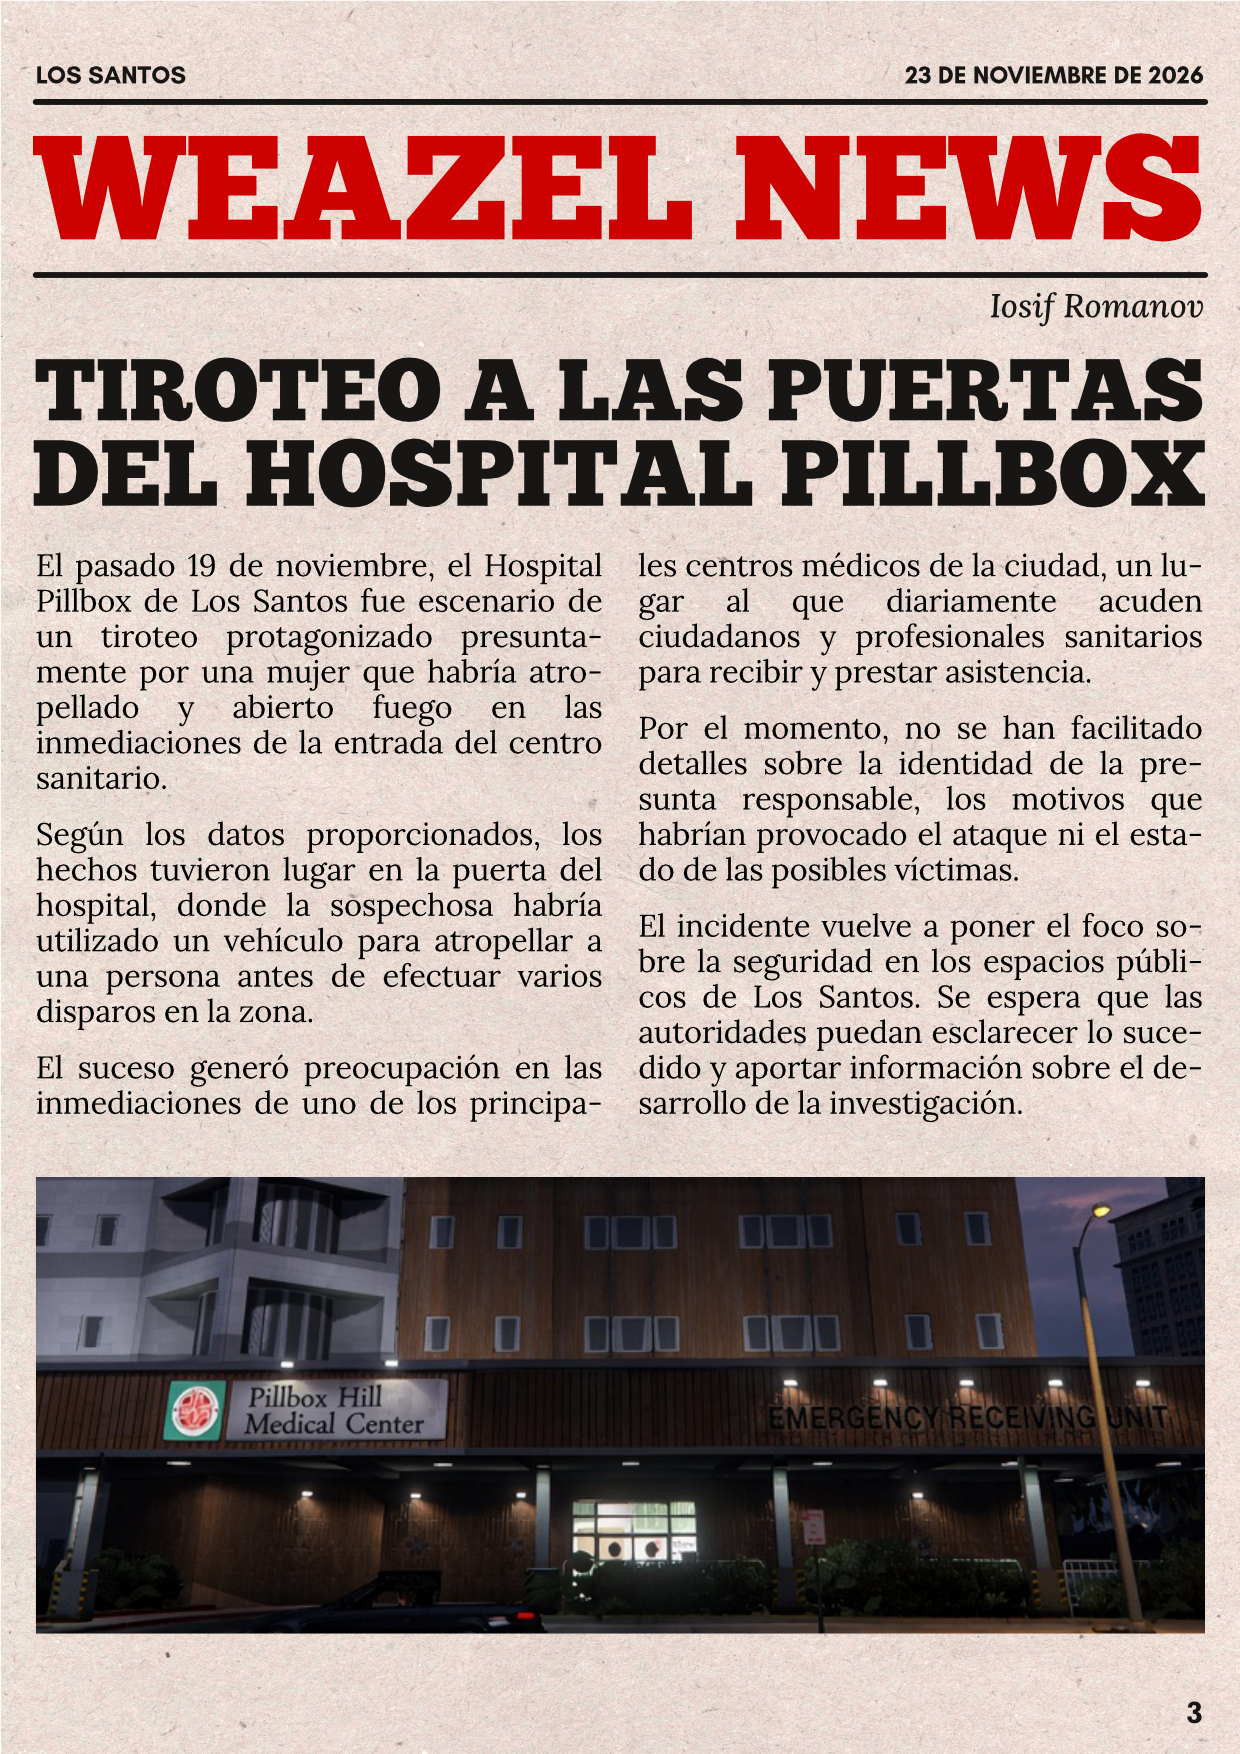 LOS SANTOS
23 DE NOVIEMBRE DE 2026
WEAZEL NEWS
Iosif Romanov
TIROTEO A LAS PUERTAS
DEL HOSPITAL PILLBOX
El pasado 19 de noviembre, el Hospital
Pillbox de Los Santos fue escenario de
un tiroteo protagonizado presunta-
mente por una mujer que habría atro-
pellado y abierto fuego en las
inmediaciones de la entrada del centro
sanitario.
Según los datos proporcionados, los
hechos tuvieron lugar en la puerta del
hospital, donde la sospechosa habría
utilizado un vehículo para atropellar a
una persona antes de efectuar varios
disparos en la zona.
El suceso generó preocupación en las
inmediaciones de uno de los principa-
les centros médicos de la ciudad, un lu-
gar al que diariamente acuden
ciudadanos y profesionales sanitarios
para recibir y prestar asistencia.
Por el momento, no se han facilitado
detalles sobre la identidad de la pre-
sunta responsable, los motivos que
habrían provocado el ataque ni el esta-
do de las posibles víctimas.
El incidente vuelve a poner el foco so-
bre la seguridad en los espacios públi-
cos de Los Santos. Se espera que las
autoridades puedan esclarecer lo suce-
dido y aportar información sobre el de-
sarrollo de la investigación.
Pillbox Hill
Medical Center
EMERGENCY RECEIVING UNIT
3